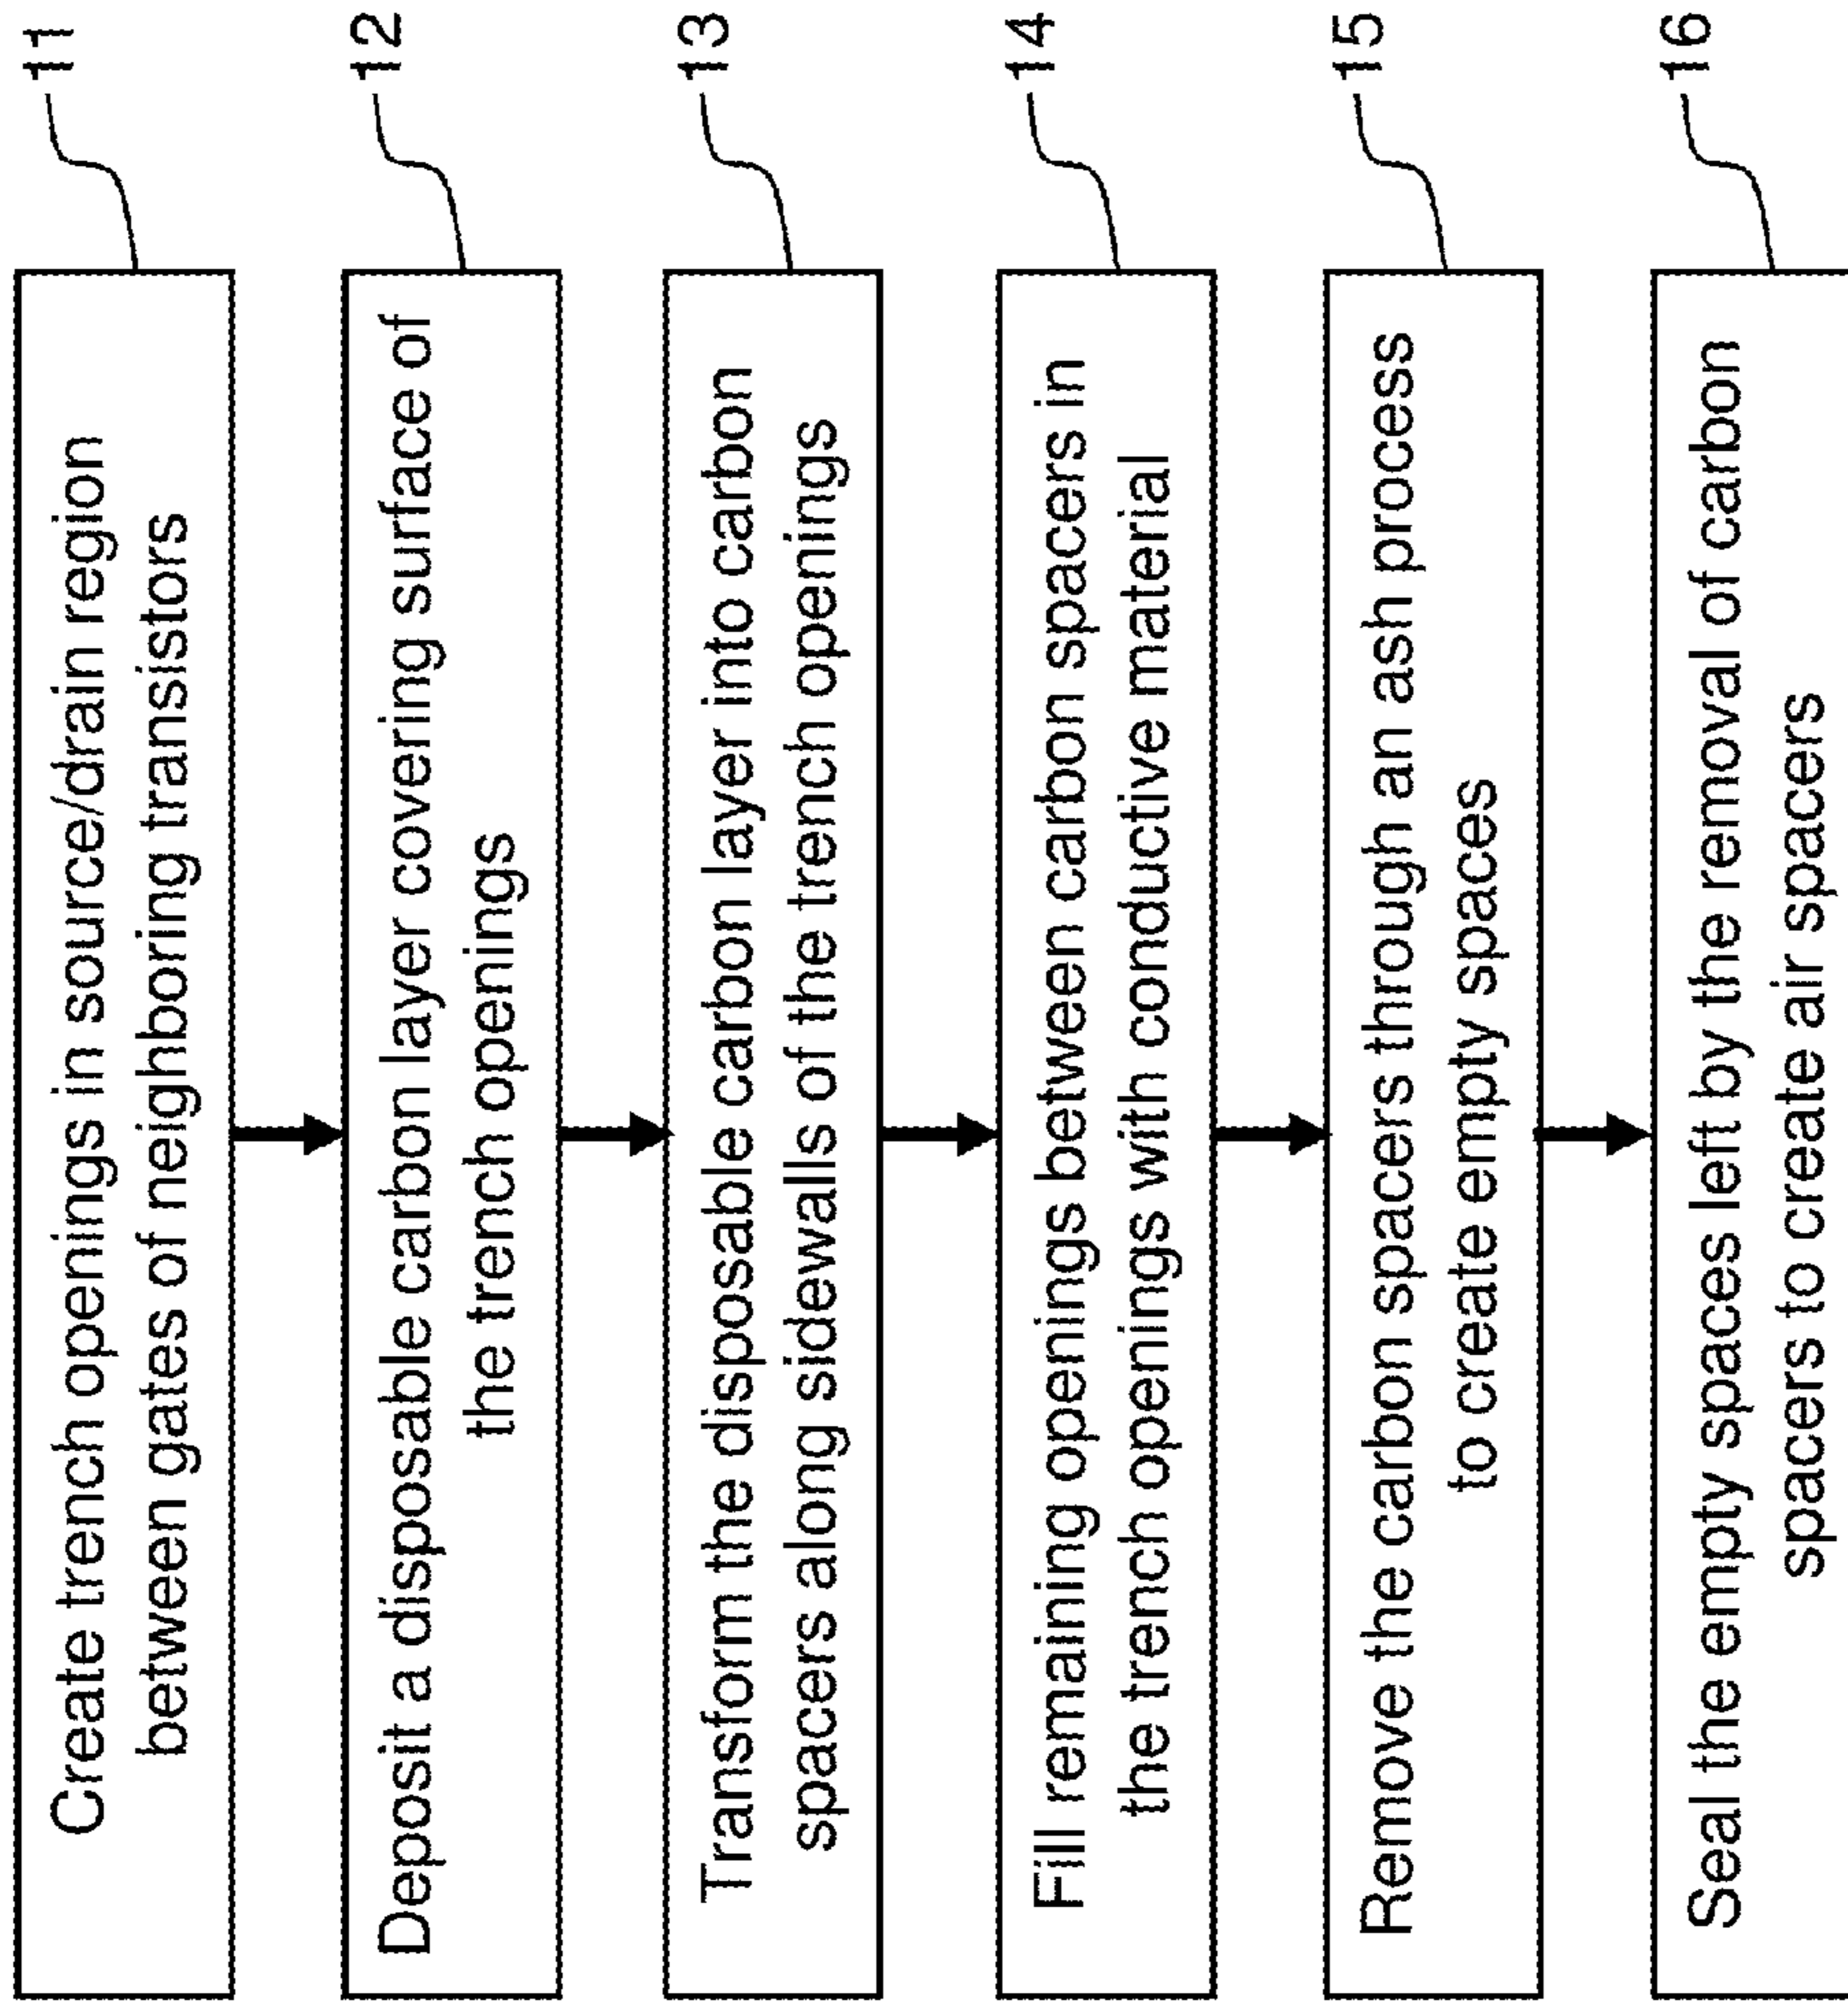 Create trench openings in source/drain region
between gates of neighboring transistors
11
Deposit a disposable carbon layer covering surface of
the trench openings
12
Transform the disposable carbon layer into carbon
spacers along sidewalls of the trench openings
13
Fill remaining openings between carbon spacers in
the trench openings with conductive material
14
Remove the carbon spacers through an ash process
to create empty spaces
15
Seal the empty spaces left by the removal of carbon
spacers to create air spacers
16